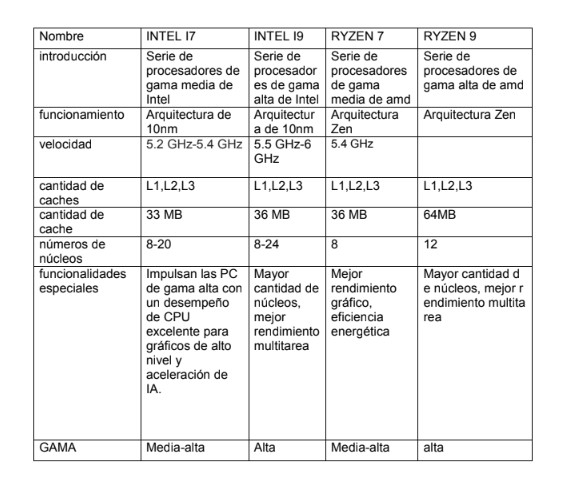 Nombre
INTEL I7
INTEL I9
RYZEN 7
RYZEN 9
introducción
Serie de
procesadores de
gama media de
Intel
Serie de
procesador
es de gama
alta de Intel
Serie de
procesadores
de gama
media de amd
Serie de
procesadores de
gama alta de amd
funcionamiento
Arquitectura de
10nm
Arquitectur
a de 10nm
Arquitectura
Zen
Arquitectura Zen
velocidad
5.2 GHz-5.4 GHz
5.5 GHz-6
GHz
5.4 GHz
cantidad de
caches
L1,L2,L3
L1,L2,L3
L1,L2,L3
L1,L2,L3
cantidad de
cache
33 MB
36 MB
36 MB
64MB
números de
núcleos
8-20
8-24
8
12
funcionalidades
especiales
Impulsan las PC
de gama alta con
un desempeño
de CPU
excelente para
gráficos de alto
nivel y
aceleración de
IA.
Mayor
cantidad de
núcleos,
mejor
rendimiento
multitarea
Mejor
rendimiento
gráfico,
eficiencia
energética
Mayor cantidad d
e núcleos, mejor r
endimiento multita
rea
GAMA
Media-alta
Alta
Media-alta
alta